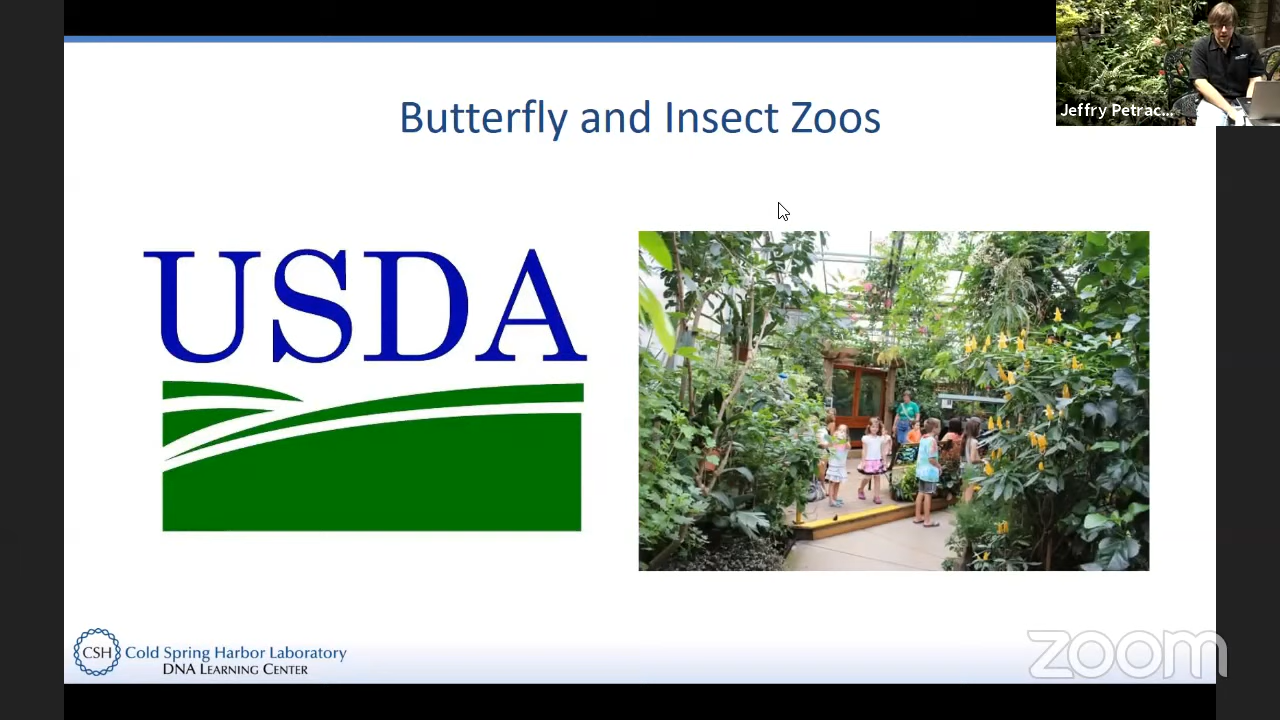 Butterfly and Insect Zoos
Jeffry Petrac...
USDA
CSH
Cold Spring Harbor Laboratory
DNA LEARNING CENTER
zoom